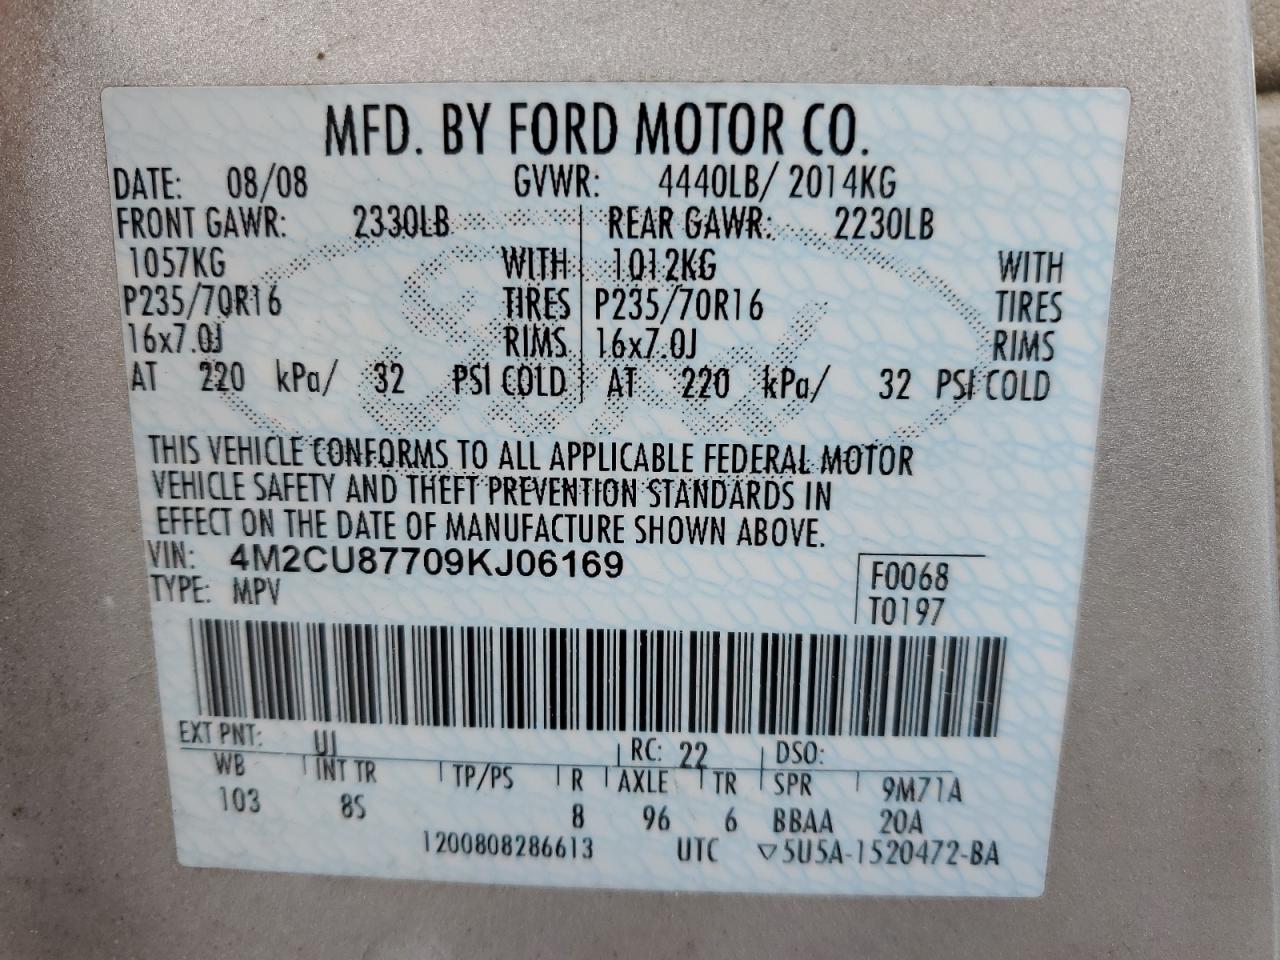 MFD. BY FORD MOTOR CO.
DATE: 08/08 GVWR: 4440LB/ 2014KG
FRONT GAWR: 2330LB REAR GAWR: 2230LB
1057KG WITH 1012KG WITH
P235/70R16 TIRES P235/70R16 TIRES
16x7.0J RIMS 16x7.0J RIMS
AT 220 kPa/ 32 PSI COLD AT 220 kPa/ 32 PSI COLD
THIS VEHICLE CONFORMS TO ALL APPLICABLE FEDERAL MOTOR
VEHICLE SAFETY AND THEFT PREVENTION STANDARDS IN
EFFECT ON THE DATE OF MANUFACTURE SHOWN ABOVE.
VIN: 4M2CU87709KJ06169
TYPE: MPV
F0068
T0197
EXT PNT: UJ RC: 22 DSO:
WB INT TR TP/PS R AXLE TR SPR 9M71A
103 8S 8 96 6 BBAA 20A
1200808286613 UTC ▽5U5A-1520472-BA